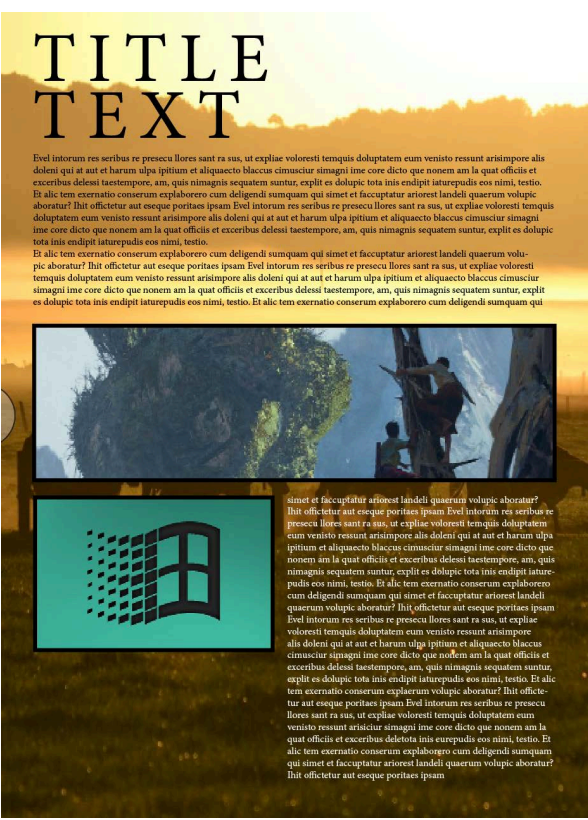 TITLE
TEXT
Evel intorum res seribus re presecu llores sant ra sus, ut expliae voloresti temquis doluptatem eum venisto ressunt arisimpore alis
doleni qui at aut et harum ulpa ipitium et aliquaecto blaccus cimusciur simagni ime core dicto que nonem am la quat officiis et
exceribus delessi taestempore, am, quis nimagnis sequatem suntur, explit es dolupic tota inis endipit iaturepudis eos nimi, testio.
Et alic tem exernatio conserum explaborero cum deligendi sumquam qui simet et faccuptatur ariorest landeli quaerum volupic
aboratur? Ihit offictetur aut eseque poritaes ipsam Evel intorum res seribus re presecu llores sant ra sus, ut expliae voloresti temquis
doluptatem eum venisto ressunt arisimpore alis doleni qui at aut et harum ulpa ipitium et aliquaecto blaccus cimusciur simagni
ime core dicto que nonem am la quat officiis et exceribus delessi taestempore, am, quis nimagnis sequatem suntur, explit es dolupic
tota inis endipit iaturepudis eos nimi, testio.
Et alic tem exernatio conserum explaborero cum deligendi sumquam qui simet et faccuptatur ariorest landeli quaerum volu-
pic aboratur? Ihit offictetur aut eseque poritaes ipsam Evel intorum res seribus re presecu llores sant ra sus, ut expliae voloresti
temquis doluptatem eum venisto ressunt arisimpore alis doleni qui at aut et harum ulpa ipitium et aliquaecto blaccus cimusciur
simagni ime core dicto que nonem am la quat officiis et exceribus delessi taestempore, am, quis nimagnis sequatem suntur, explit
es dolupic tota inis endipit iaturepudis eos nimi, testio. Et alic tem exernatio conserum explaborero cum deligendi sumquam qui
simet et faccuptatur ariorest landeli quaerum volupic aboratur?
Ihit offictetur aut eseque poritaes ipsam Evel intorum res seribus re
presecu llores sant ra sus, ut expliae voloresti temquis doluptatem
eum venisto ressunt arisimpore alis doleni qui at aut et harum ulpa
ipitium et aliquaecto blaccus cimusciur simagni ime core dicto que
nonem am la quat officiis et exceribus delessi taestempore, am, quis
nimagnis sequatem suntur, explit es dolupic tota inis endipit iature-
pudis eos nimi, testio. Et alic tem exernatio conserum explaborero
cum deligendi sumquam qui simet et faccuptatur ariorest landeli
quaerum volupic aboratur? Ihit offictetur aut eseque poritaes ipsam
Evel intorum res seribus re presecu llores sant ra sus, ut expliae
voloresti temquis doluptatem eum venisto ressunt arisimpore
alis doleni qui at aut et harum ulpa ipitium et aliquaecto blaccus
cimusciur simagni ime core dicto que nonem am la quat officiis et
exceribus delessi taestempore, am, quis nimagnis sequatem suntur,
explit es dolupic tota inis endipit iaturepudis eos nimi, testio. Et alic
tem exernatio conserum explaerum volupic aboratur? Ihit officte-
tur aut eseque poritaes ipsam Evel intorum res seribus re presecu
llores sant ra sus, ut expliae voloresti temquis doluptatem eum
venisto ressunt arisiciur simagni ime core dicto que nonem am la
quat officiis et exceribus deletota inis eurepudis eos nimi, testio. Et
alic tem exernatio conserum explaborero cum deligendi sumquam
qui simet et faccuptatur ariorest landeli quaerum volupic aboratur?
Ihit offictetur aut eseque poritaes ipsam